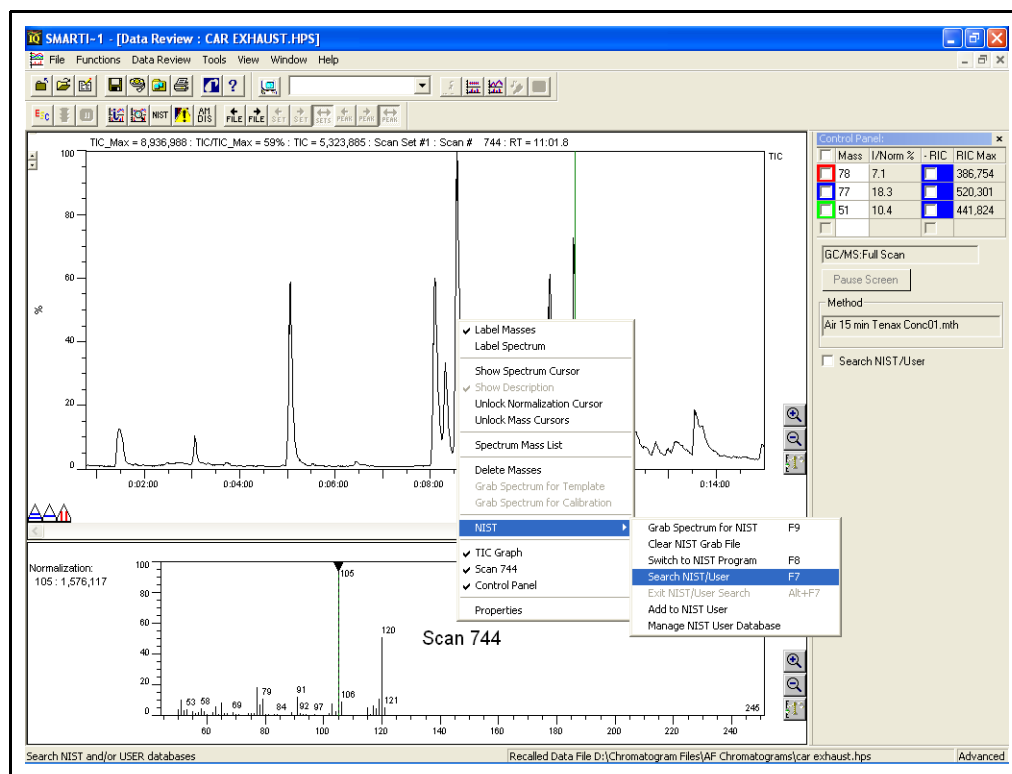 SMARTI-1 - [Data Review : CAR EXHAUST.HPS]
File Functions Data Review Tools View Window Help
NIST AM DIS FILE FILE SET SET SETS PEAK PEAK PEAK
TIC_Max = 8,936,988 : TIC/TIC_Max = 59% : TIC = 5,323,885 : Scan Set #1 : Scan # 744 : RT = 11:01.8
TIC
100
80
60
%
40
20
0
0:02:00 0:04:00 0:06:00 0:08:00 0:14:00
Label Masses
Label Spectrum
Show Spectrum Cursor
Show Description
Unlock Normalization Cursor
Unlock Mass Cursors
Spectrum Mass List
Delete Masses
Grab Spectrum for Template
Grab Spectrum for Calibration
NIST
TIC Graph
Scan 744
Control Panel
Properties
Grab Spectrum for NIST F9
Clear NIST Grab File
Switch to NIST Program F8
Search NIST/User F7
Exit NIST/User Search Alt+F7
Add to NIST User
Manage NIST User Database
Control Panel:
Mass I/Norm % - RIC RIC Max
78 7.1 386,754
77 18.3 520,301
51 10.4 441,824
GC/MS:Full Scan
Pause Screen
Method
Air 15 min Tenax Conc01.mth
Search NIST/User
Normalization:
105 : 1,576,117
100
80
60
40
20
0
105
120
Scan 744
53 58 69 79 84 91 92 97 106 121
245
60 80 100 120 140 160 180 200 220 240
Search NIST and/or USER databases
Recalled Data File D:\Chromatogram Files\AF Chromatograms\car exhaust.hps
Advanced